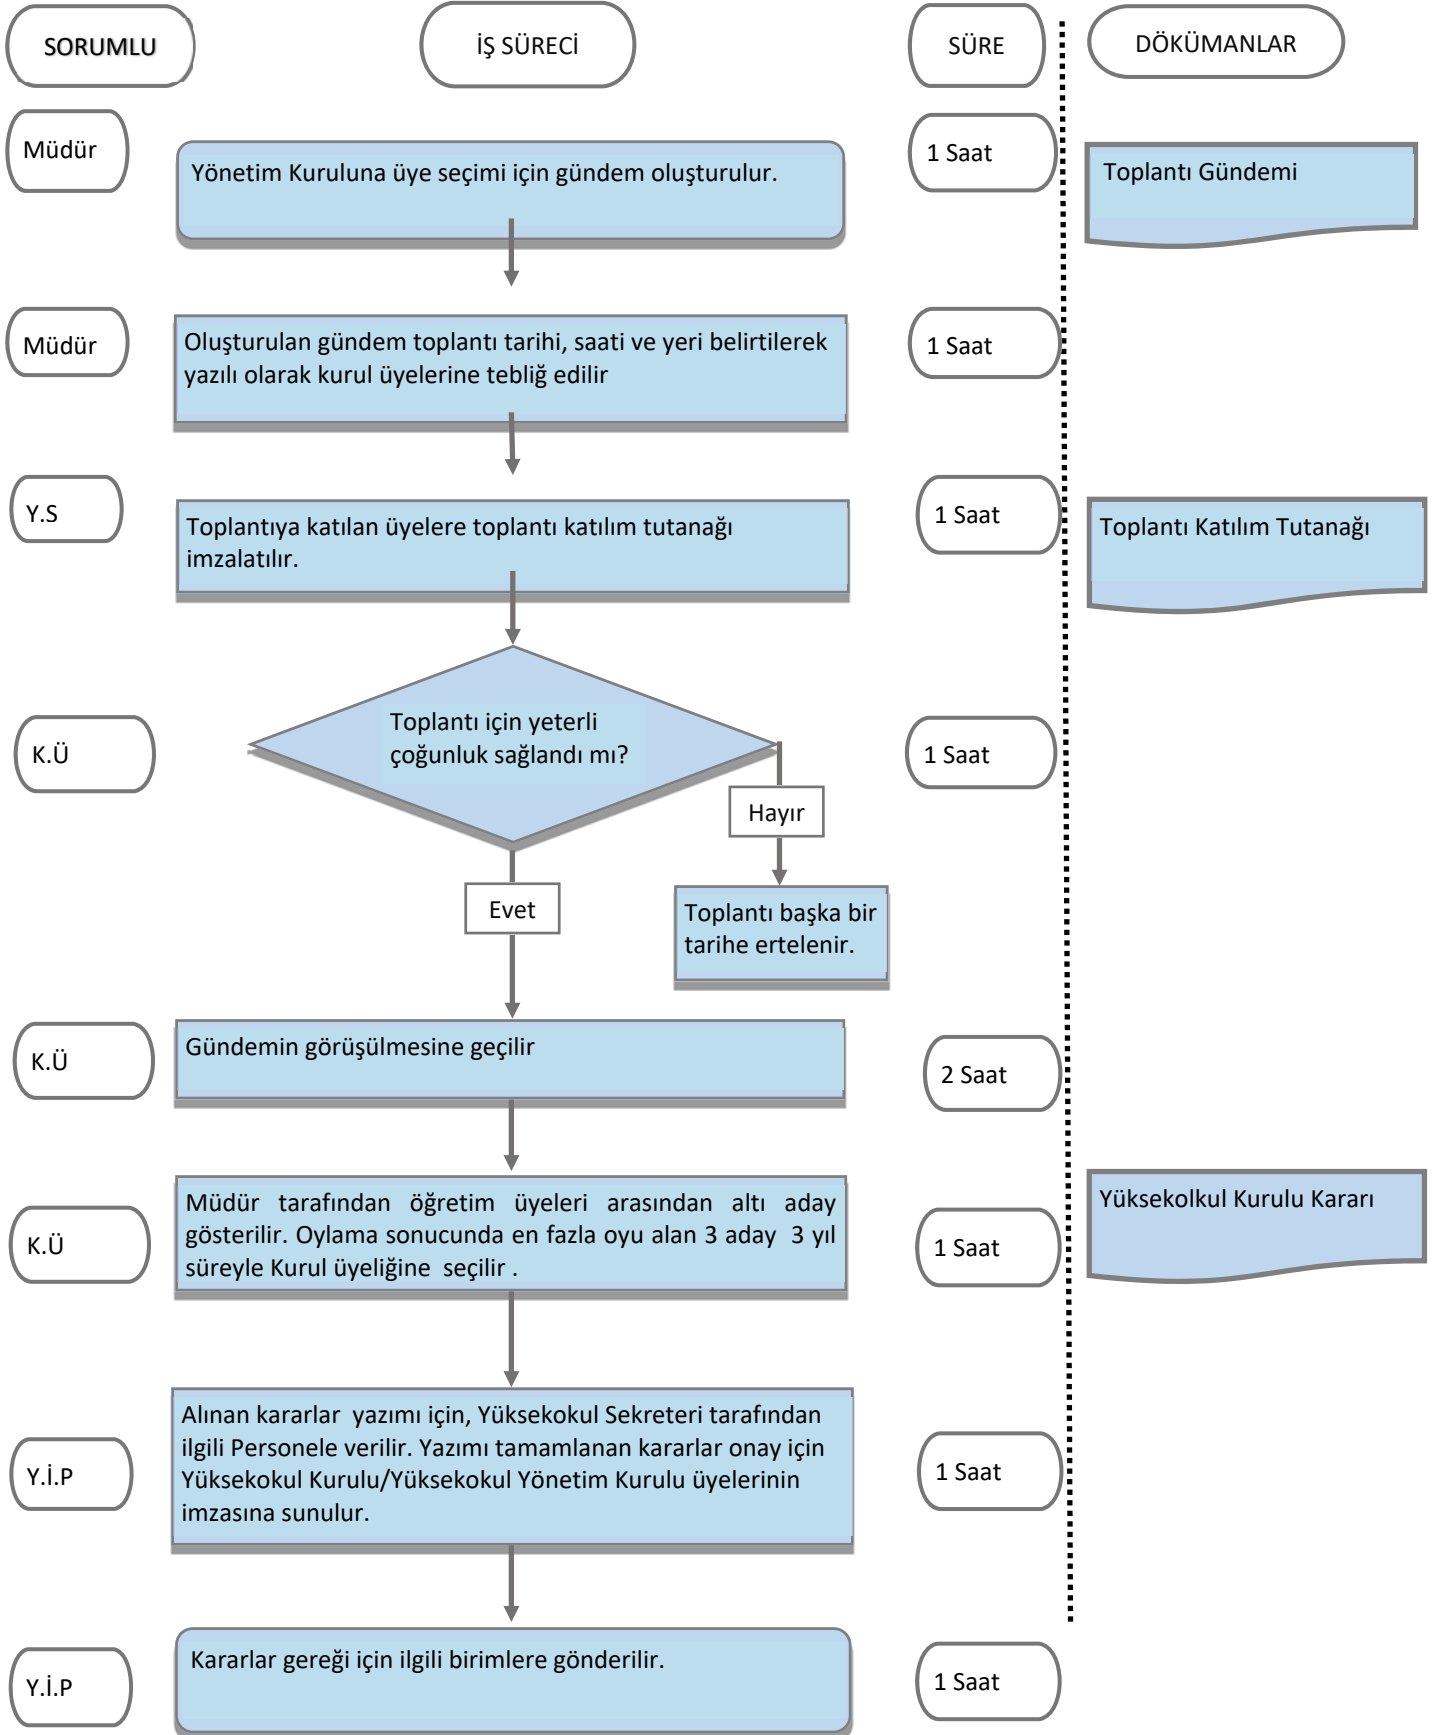 SORUMLU
İŞ SÜRECİ
SÜRE
DÖKÜMANLAR
Müdür
Yönetim Kuruluna üye seçimi için gündem oluşturulur.
1 Saat
Toplantı Gündemi
Müdür
Oluşturulan gündem toplantı tarihi, saati ve yeri belirtilerek
yazılı olarak kurul üyelerine tebliğ edilir
1 Saat
Y.S
Toplantıya katılan üyelere toplantı katılım tutanağı
imzalatılır.
1 Saat
Toplantı Katılım Tutanağı
K.Ü
Toplantı için yeterli
çoğunluk sağlandı mı?
1 Saat
Hayır
Evet
Toplantı başka bir
tarihe ertelenir.
K.Ü
Gündemin görüşülmesine geçilir
2 Saat
K.Ü
Müdür tarafından öğretim üyeleri arasından altı aday
gösterilir. Oylama sonucunda en fazla oyu alan 3 aday  3 yıl
süreyle Kurul üyeliğine  seçilir .
1 Saat
Yüksekolkul Kurulu Kararı
Y.İ.P
Alınan kararlar  yazımı için, Yüksekokul Sekreteri tarafından
ilgili Personele verilir. Yazımı tamamlanan kararlar onay için
Yüksekokul Kurulu/Yüksekokul Yönetim Kurulu üyelerinin
imzasına sunulur.
1 Saat
Y.İ.P
Kararlar gereği için ilgili birimlere gönderilir.
1 Saat